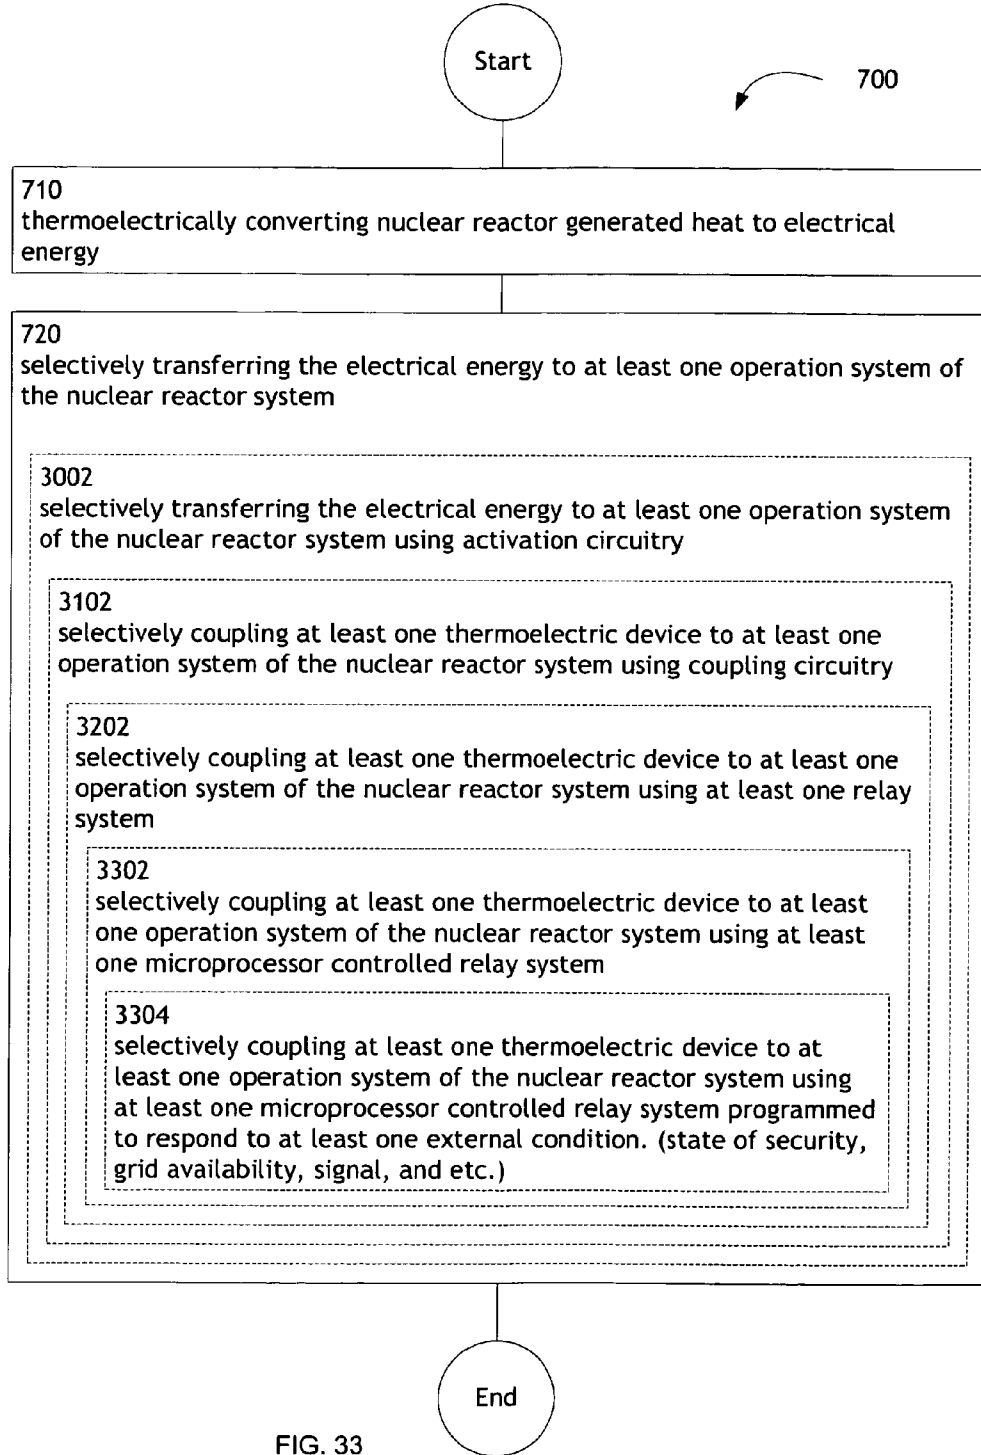 Start
700
710
thermoelectrically converting nuclear reactor generated heat to electrical
energy
720
selectively transferring the electrical energy to at least one operation system of
the nuclear reactor system
3002
selectively transferring the electrical energy to at least one operation system
of the nuclear reactor system using activation circuitry
3102
selectively coupling at least one thermoelectric device to at least one
operation system of the nuclear reactor system using coupling circuitry
3202
selectively coupling at least one thermoelectric device to at least one
operation system of the nuclear reactor system using at least one relay
system
3302
selectively coupling at least one thermoelectric device to at least
one operation system of the nuclear reactor system using at least
one microprocessor controlled relay system
3304
selectively coupling at least one thermoelectric device to at
least one operation system of the nuclear reactor system using
at least one microprocessor controlled relay system programmed
to respond to at least one external condition. (state of security,
grid availability, signal, and etc.)
End
FIG. 33